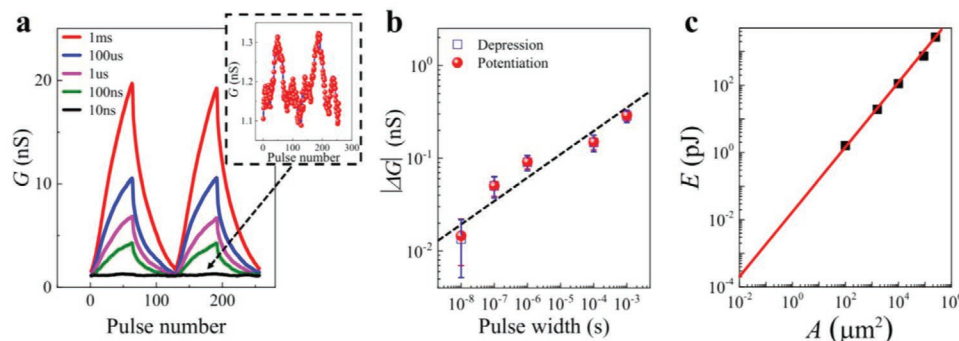 a
1ms
100us
1us
100ns
10ns
20
10
0
G (nS)
0
100
200
Pulse number
1.3
1.2
1.1
G (nS)
0
100
200
300
Pulse number
b
Depression
Potentiation
10⁰
10⁻¹
10⁻²
|ΔG| (nS)
10⁻⁸
10⁻⁷
10⁻⁶
10⁻⁵
10⁻⁴
10⁻³
Pulse width (s)
c
10²
10⁰
10⁻²
10⁻⁴
E (pJ)
10⁻²
10⁰
10²
10⁴
A (μm²)